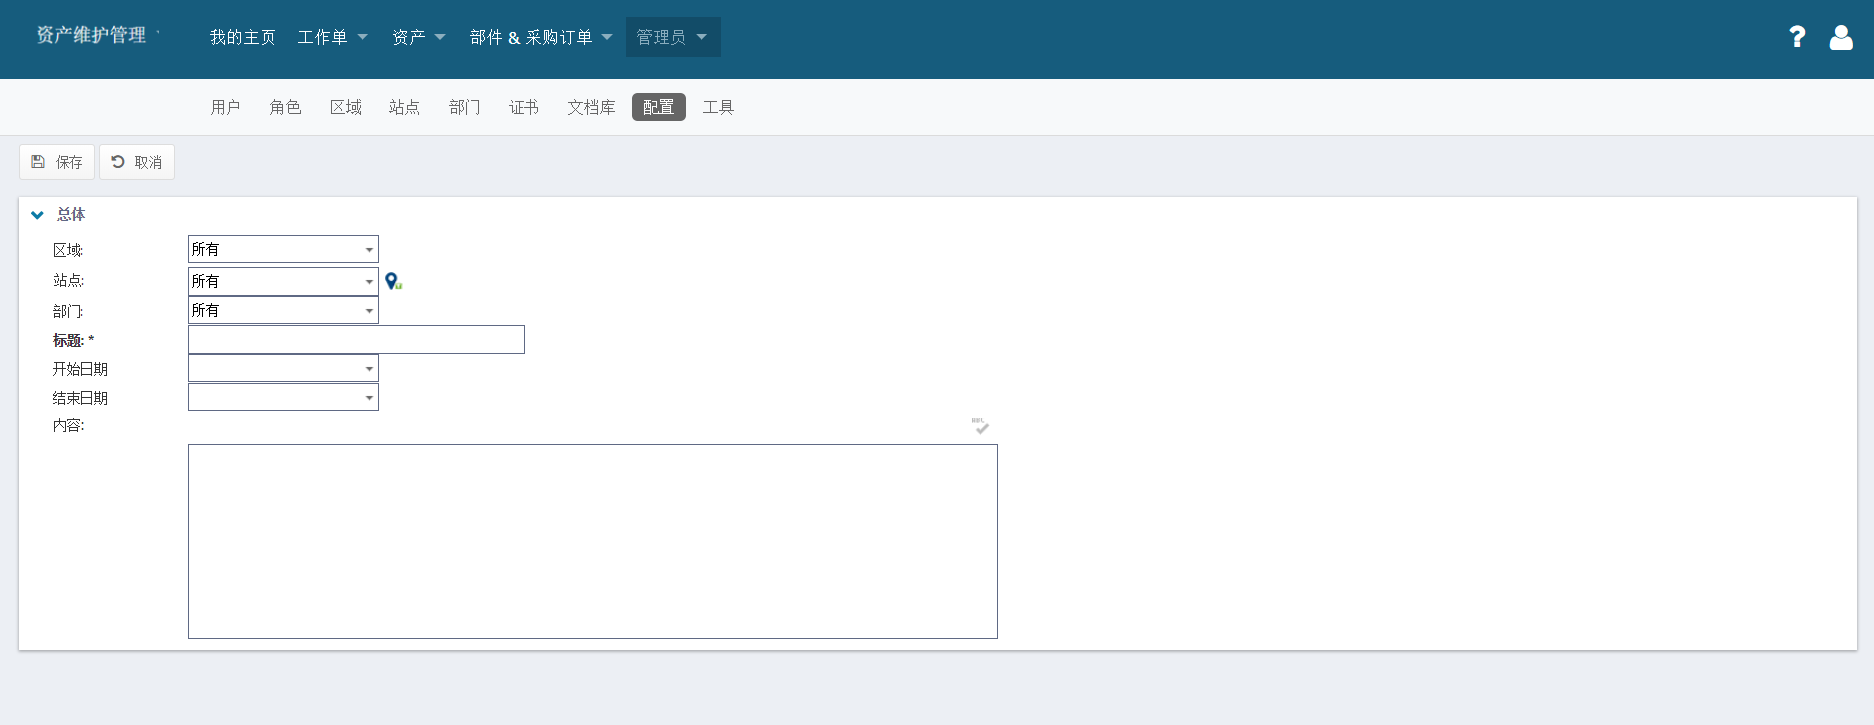 资产维护管理
我的主页 工作单 资产 部件 & 采购订单 管理员
用户 角色 区域 站点 部门 证书 文档库 配置 工具
保存 取消
总体
区域: 所有
站点: 所有
部门: 所有
标题: *
开始日期
结束日期
内容: